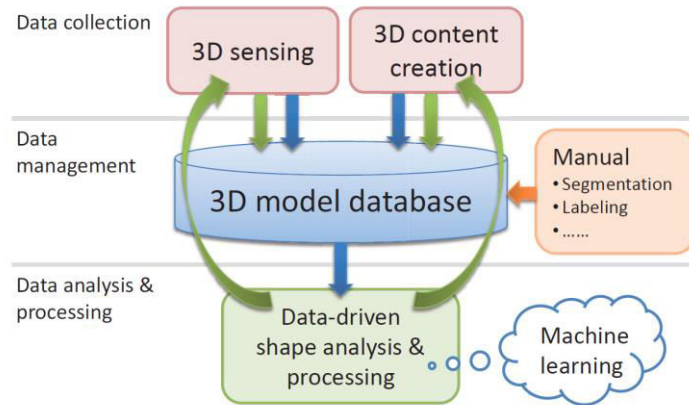 Data collection
3D sensing
3D content
creation
Data
management
3D model database
Manual
• Segmentation
• Labeling
• ......
Data analysis &
processing
Data-driven
shape analysis &
processing
Machine
learning